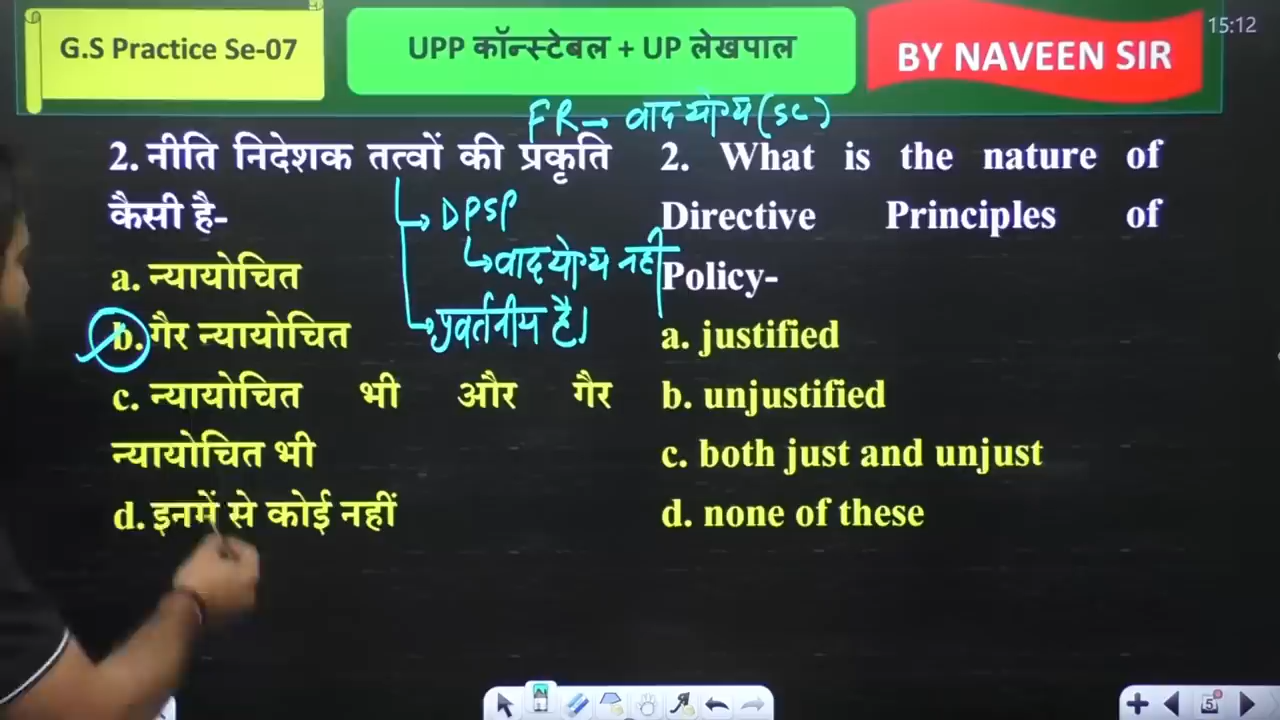 G.S Practice Se-07
UPP कॉन्स्टेबल + UP लेखपाल
BY NAVEEN SIR
15:12
FR→ वाद योग्य (SC)
2. नीति निदेशक तत्वों की प्रकृति
कैसी है-
→ DPSP
↳ वाद योग्य नहीं
→ प्रवर्तनीय है।
a. न्यायोचित
b. गैर न्यायोचित
c. न्यायोचित भी और गैर
न्यायोचित भी
d. इनमें से कोई नहीं
2. What is the nature of
Directive Principles of
Policy-
a. justified
b. unjustified
c. both just and unjust
d. none of these
5